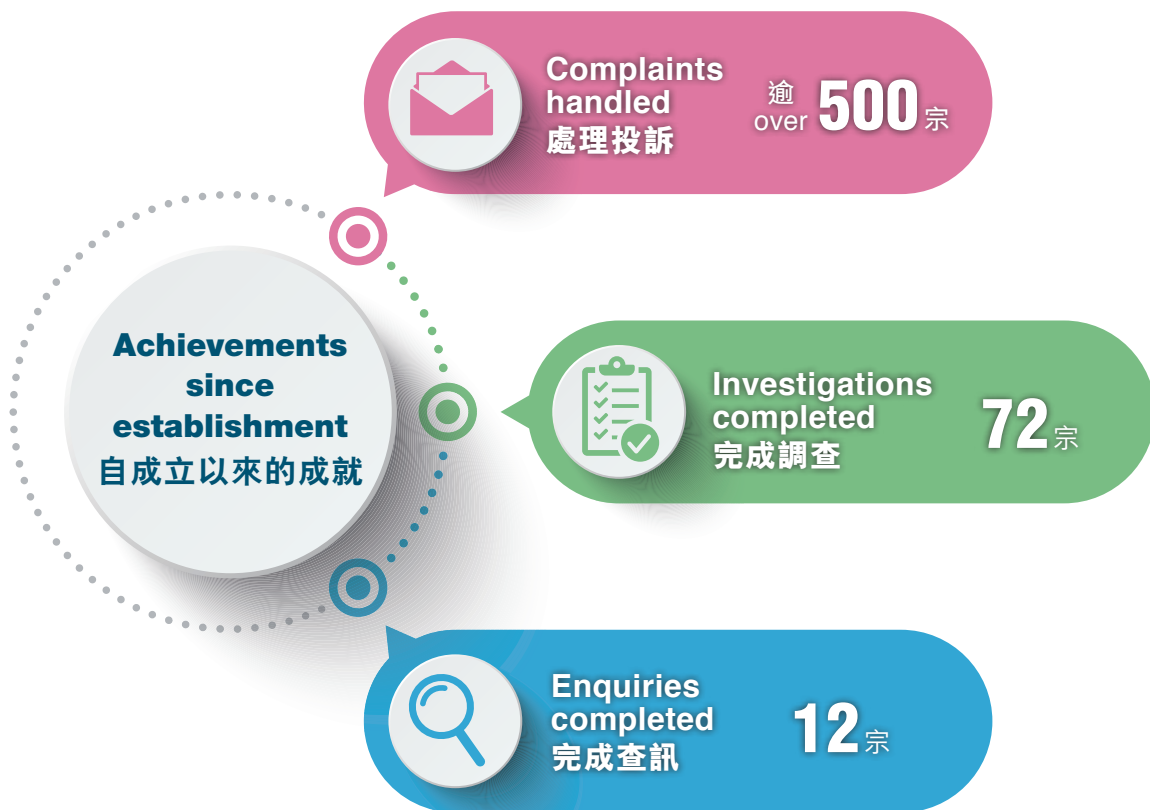 Complaints
handled
處理投訴
逾
over 500 宗
Achievements
since
establishment
自成立以來的成就
Investigations
completed
完成調查
72 宗
Enquiries
completed
完成查訊
12 宗